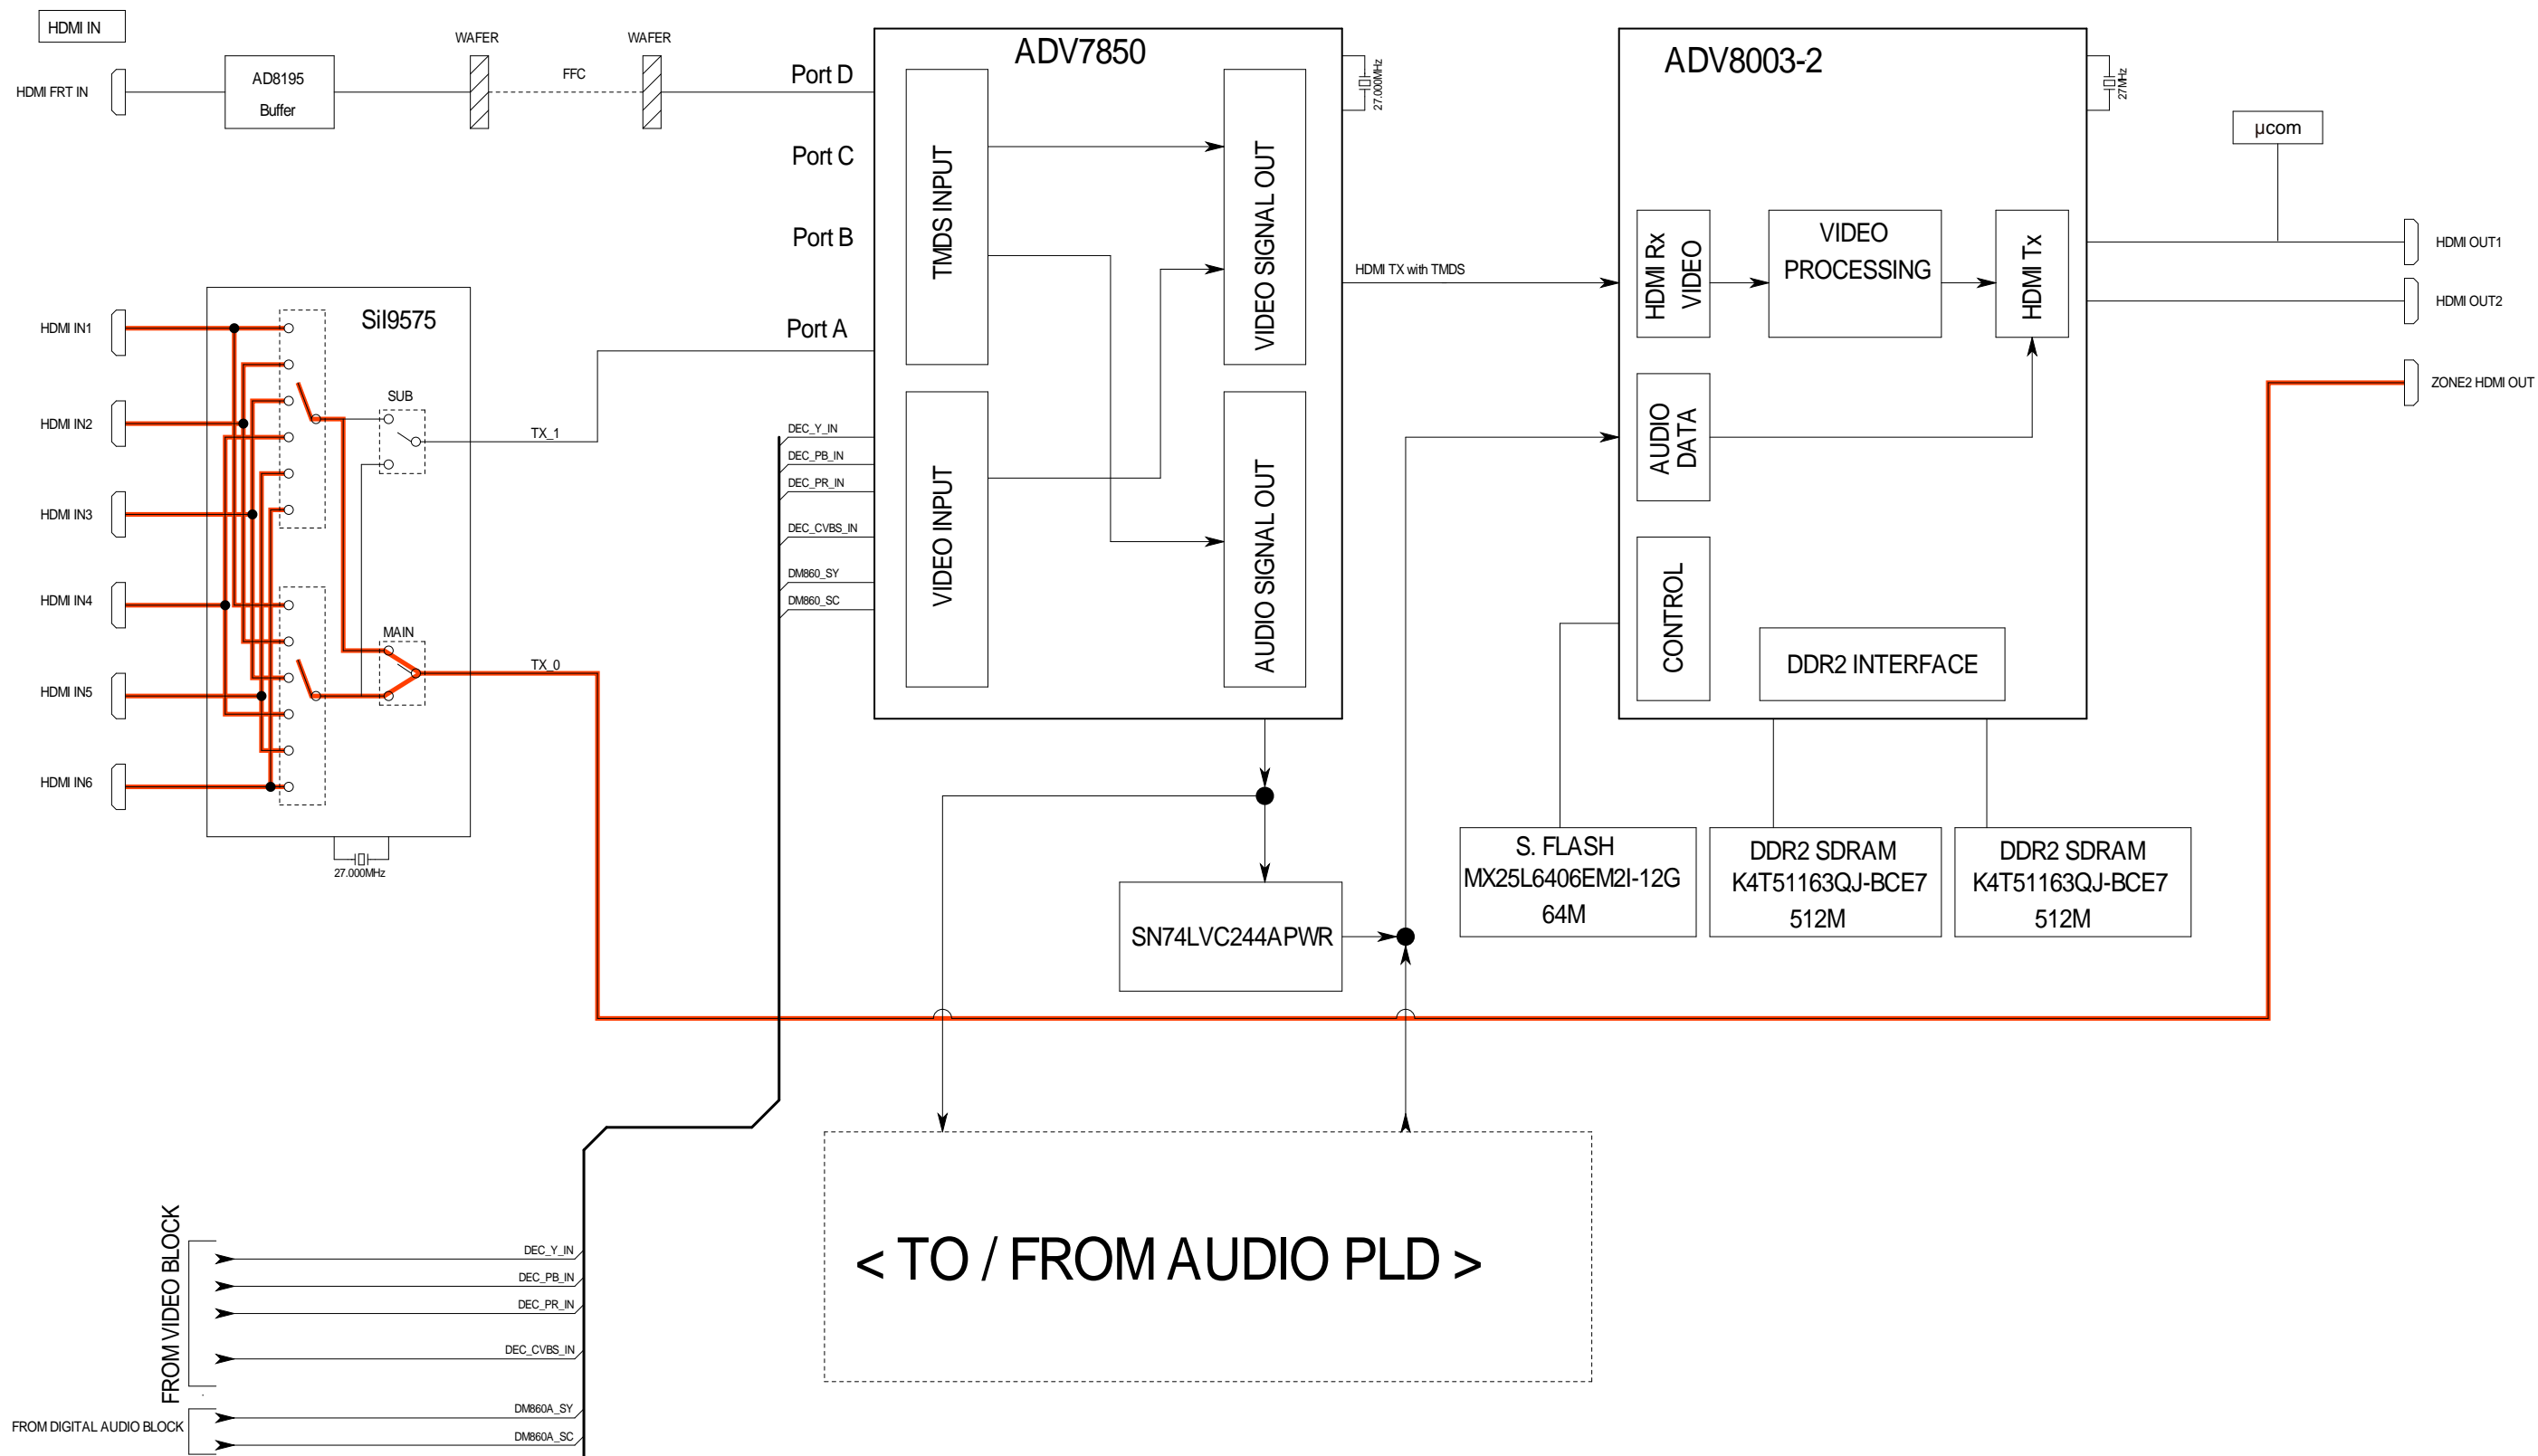 HDMI IN
HDMI FRT IN
AD8195
Buffer
WAFER
FFC
WAFER
Port D
Port C
Port B
Port A
ADV7850
27.000MHz
TMDS INPUT
VIDEO SIGNAL OUT
VIDEO INPUT
AUDIO SIGNAL OUT
ADV8003-2
27MHz
µcom
HDMI Rx
VIDEO
VIDEO
PROCESSING
HDMI Tx
AUDIO
DATA
CONTROL
DDR2 INTERFACE
HDMI TX with TMDS
HDMI OUT1
HDMI OUT2
ZONE2 HDMI OUT
HDMI IN1
HDMI IN2
HDMI IN3
HDMI IN4
HDMI IN5
HDMI IN6
SiI9575
SUB
MAIN
TX_1
TX_0
27.000MHz
DEC_Y_IN
DEC_PB_IN
DEC_PR_IN
DEC_CVBS_IN
DM860_SY
DM860_SC
S. FLASH
MX25L6406EM2I-12G
64M
DDR2 SDRAM
K4T51163QJ-BCE7
512M
DDR2 SDRAM
K4T51163QJ-BCE7
512M
SN74LVC244APWR
< TO / FROM AUDIO PLD >
FROM VIDEO BLOCK
DEC_Y_IN
DEC_PB_IN
DEC_PR_IN
DEC_CVBS_IN
FROM DIGITAL AUDIO BLOCK
DM860A_SY
DM860A_SC